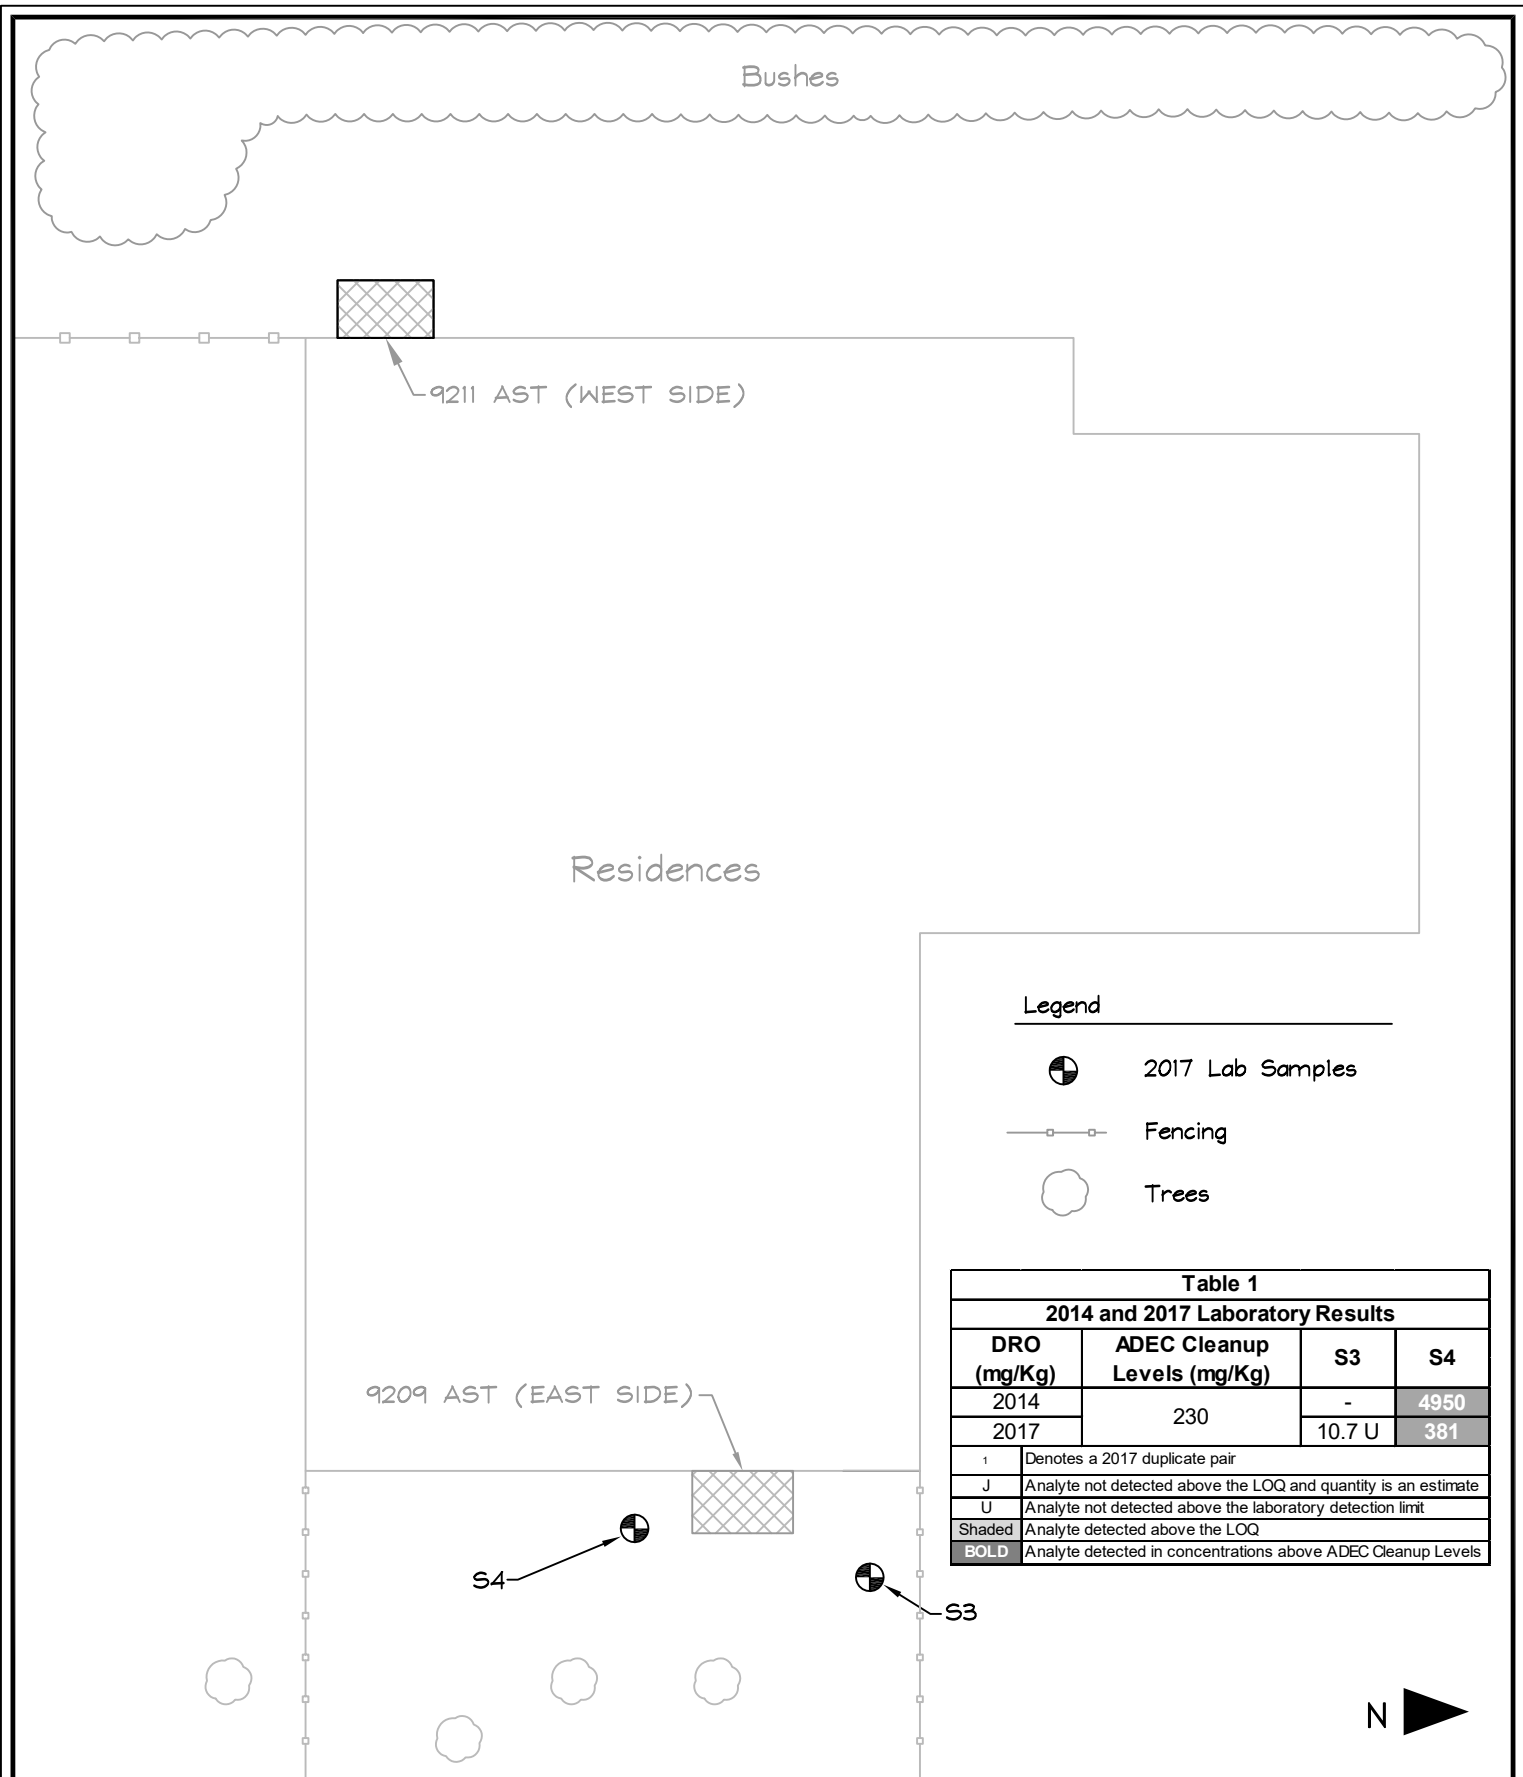 Bushes
9211 AST (WEST SIDE)
Residences
Legend
2017 Lab Samples
Fencing
Trees
Table 1
2014 and 2017 Laboratory Results
DRO (mg/Kg) ADEC Cleanup Levels (mg/Kg) S3 S4
2014 230 - 4950
2017 10.7 U 381
1 Denotes a 2017 duplicate pair
J Analyte not detected above the LOQ and quantity is an estimate
U Analyte not detected above the laboratory detection limit
Shaded Analyte detected above the LOQ
BOLD Analyte detected in concentrations above ADEC Cleanup Levels
9209 AST (EAST SIDE)
S4
S3
N